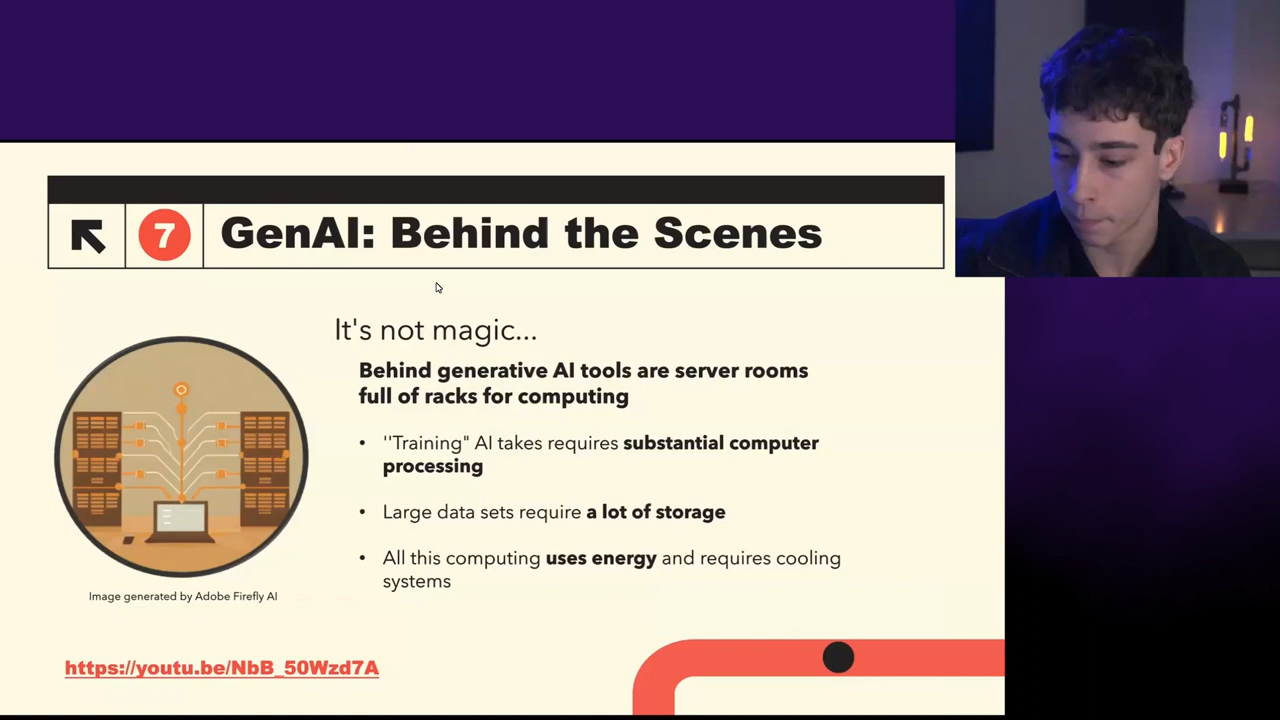 7
GenAI: Behind the Scenes
It's not magic...
Behind generative AI tools are server rooms
full of racks for computing
• ''Training" AI takes requires substantial computer
processing
• Large data sets require a lot of storage
• All this computing uses energy and requires cooling
systems
Image generated by Adobe Firefly AI
https://youtu.be/NbB_50Wzd7A